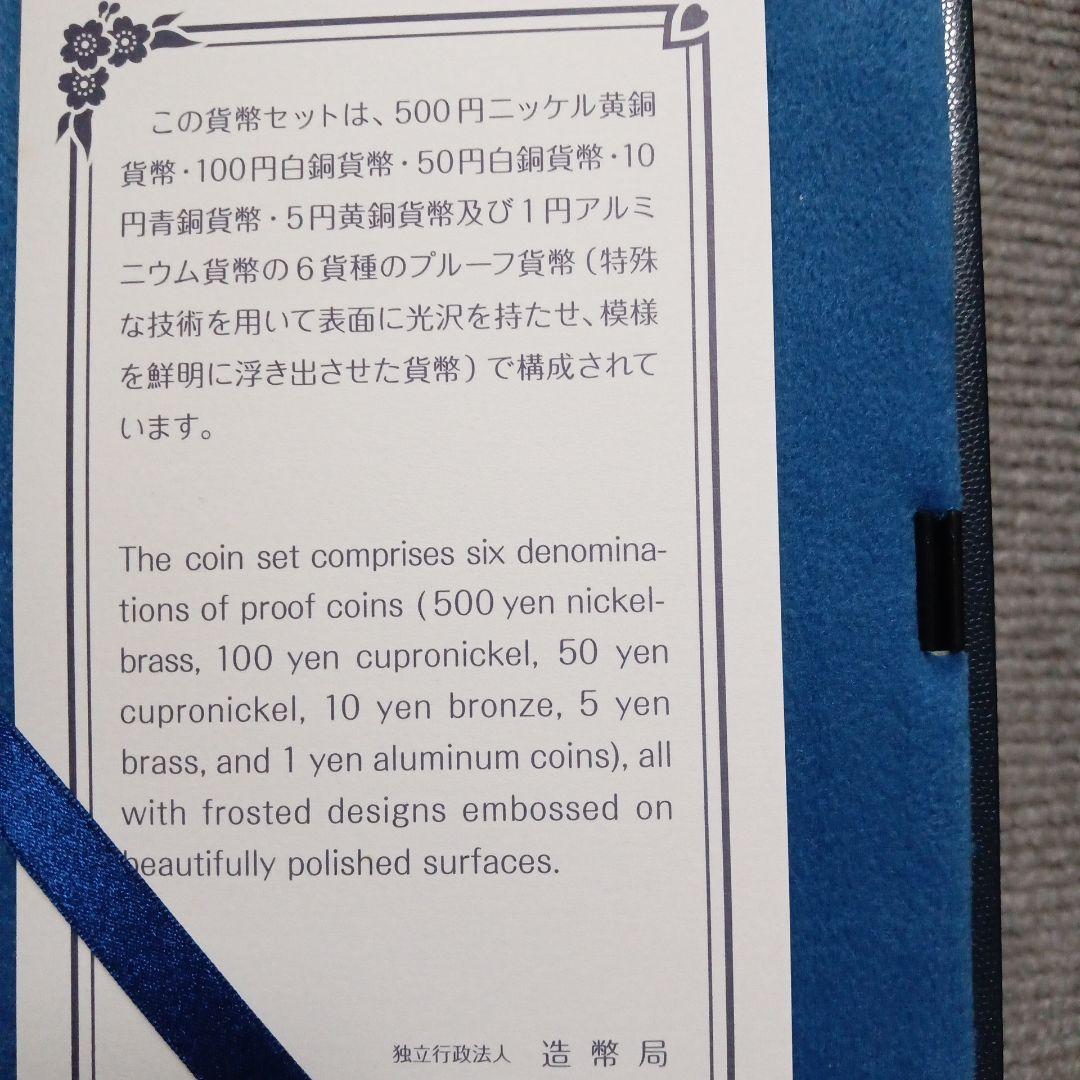 この貨幣セットは、500円ニッケル黄銅
貨幣・100円白銅貨幣・50円白銅貨幣・10
円青銅貨幣・5円黄銅貨幣及び1円アルミ
ニウム貨幣の6貨種のプルーフ貨幣(特殊
な技術を用いて表面に光沢を持たせ、模様
を鮮明に浮き出させた貨幣)で構成されて
います。
The coin set comprises six denomina-
tions of proof coins (500 yen nickel-
brass, 100 yen cupronickel, 50 yen
cupronickel, 10 yen bronze, 5 yen
brass, and 1 yen aluminum coins), all
with frosted designs embossed on
beautifully polished surfaces.
独立行政法人 造幣局